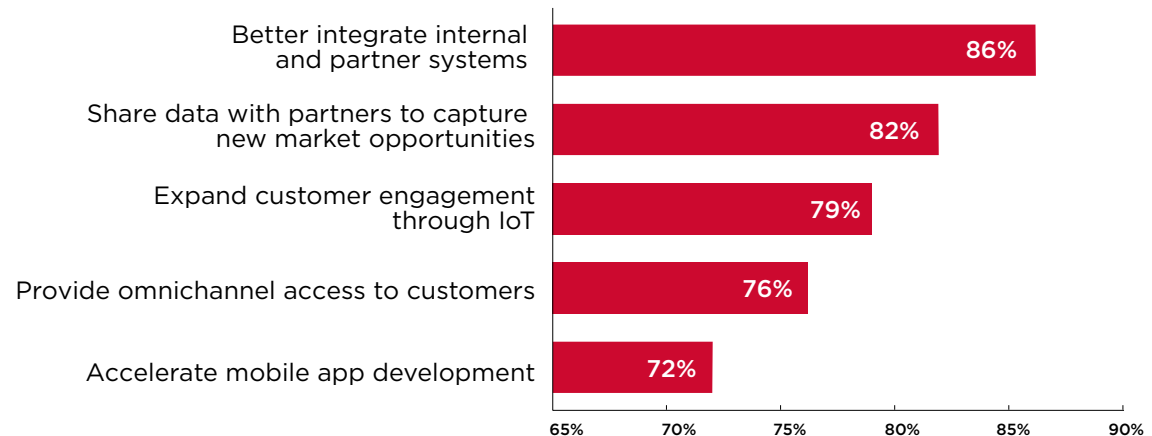 Better integrate internal
and partner systems
86%
Share data with partners to capture
new market opportunities
82%
Expand customer engagement
through IoT
79%
Provide omnichannel access to customers
76%
Accelerate mobile app development
72%
65% 70% 75% 80% 85% 90%